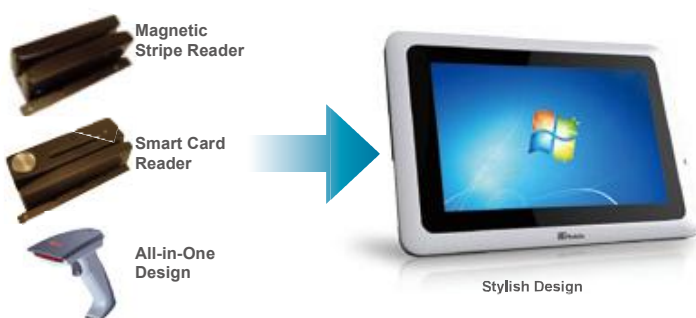 Magnetic
Stripe Reader
Smart Card
Reader
All-in-One
Design
Stylish Design